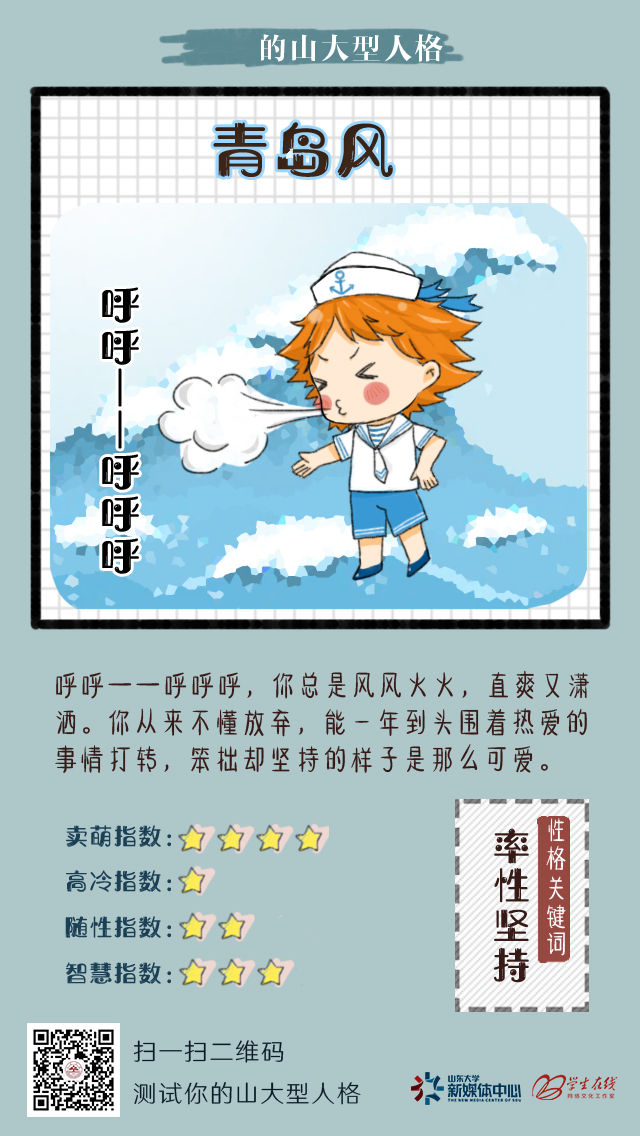 的山大型人格
青岛风
呼呼——呼呼呼
呼呼——呼呼呼，你总是风风火火，直爽又潇
洒。你从来不懂放弃，能一年到头围着热爱的
事情打转，笨拙却坚持的样子是那么可爱。
卖萌指数:
高冷指数:
随性指数:
智慧指数:
性格关键词
率性坚持
扫一扫二维码
测试你的山大型人格
山东大学
新媒体中心
THE NEW MEDIA CENTER OF SDU
学生在线
网络文化工作室